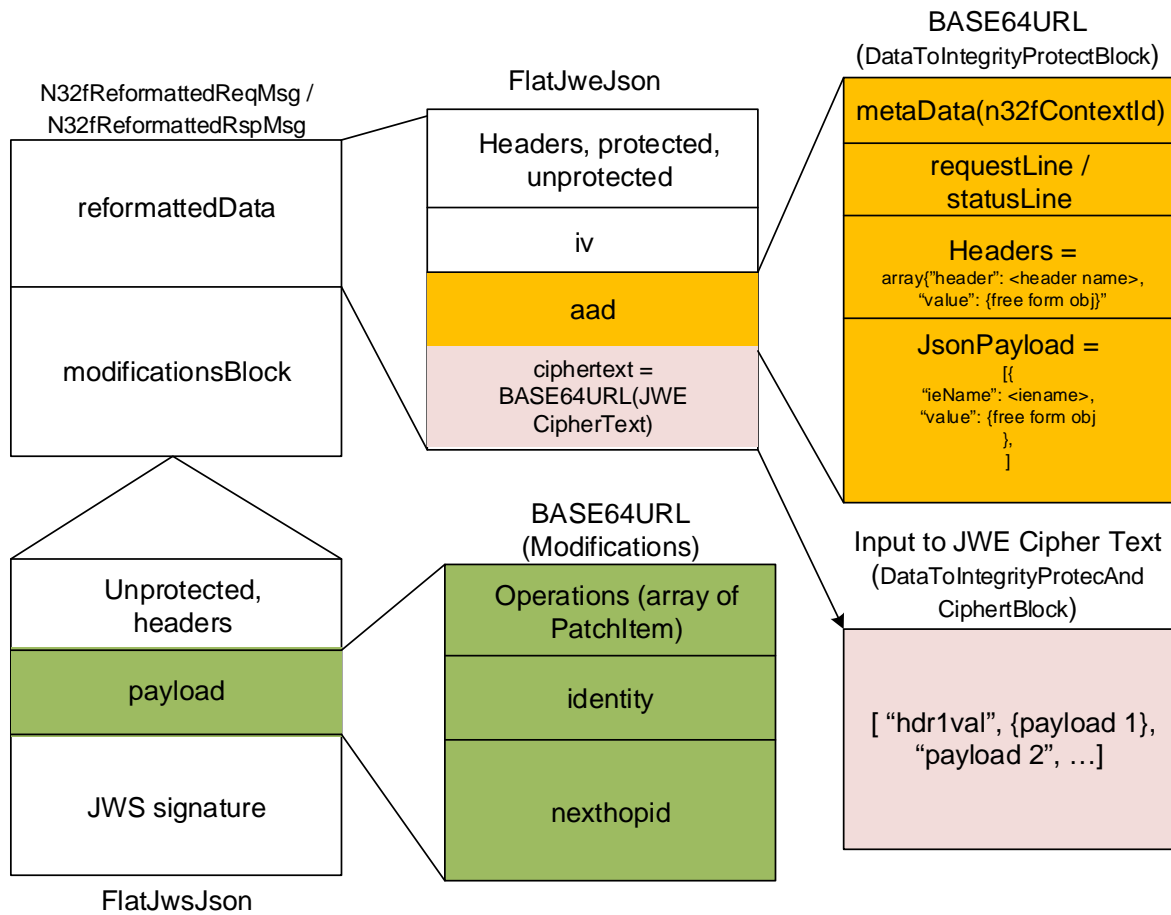 N32fReformattedReqMsg /
N32fReformattedRspMsg
reformattedData
modificationsBlock
FlatJweJson
Headers, protected,
unprotected
iv
aad
ciphertext =
BASE64URL(JWE
CipherText)
BASE64URL
(DataToIntegrityProtectBlock)
metaData(n32fContextId)
requestLine /
statusLine
Headers =
array{"header": <header name>,
“value”: {free form obj}”
JsonPayload =
[{
“ieName”: <iename>,
“value”: {free form obj
},
]
Unprotected,
headers
payload
JWS signature
FlatJwsJson
BASE64URL
(Modifications)
Operations (array of
PatchItem)
identity
nexthopid
Input to JWE Cipher Text
(DataToIntegrityProtecAnd
CiphertBlock)
[ “hdr1val”, {payload 1},
“payload 2”, …]